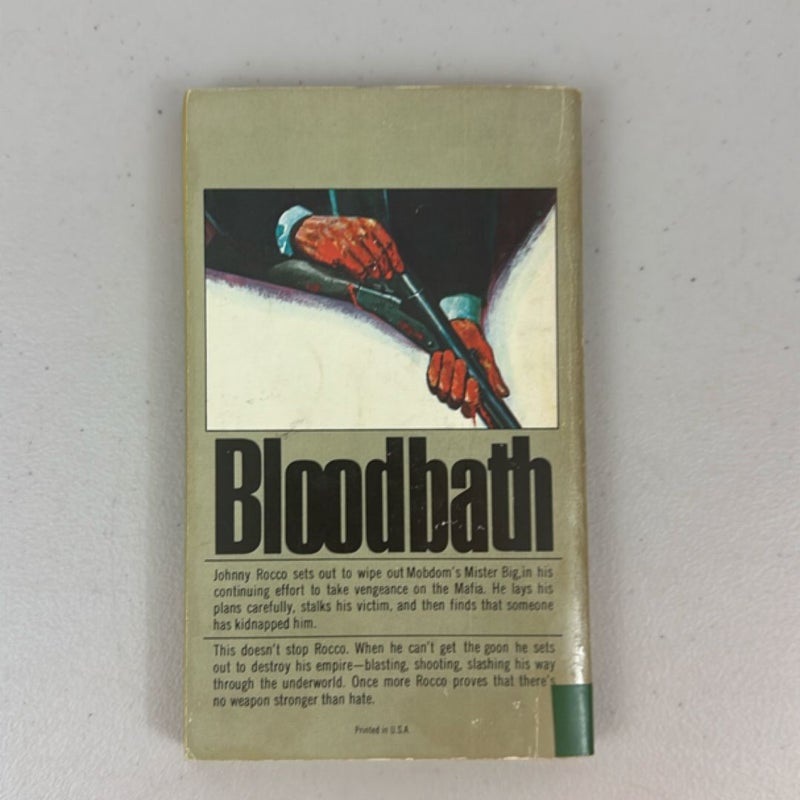 Bloodbath
Johnny Rocco sets out to wipe out Mobdom's Mister Big,in his
continuing effort to take vengeance on the Mafia. He lays his
plans carefully, stalks his victim, and then finds that someone
has kidnapped him.
This doesn't stop Rocco. When he can't get the goon he sets
out to destroy his empire—blasting, shooting, slashing his way
through the underworld. Once more Rocco proves that there's
no weapon stronger than hate.
Printed in U.S.A.